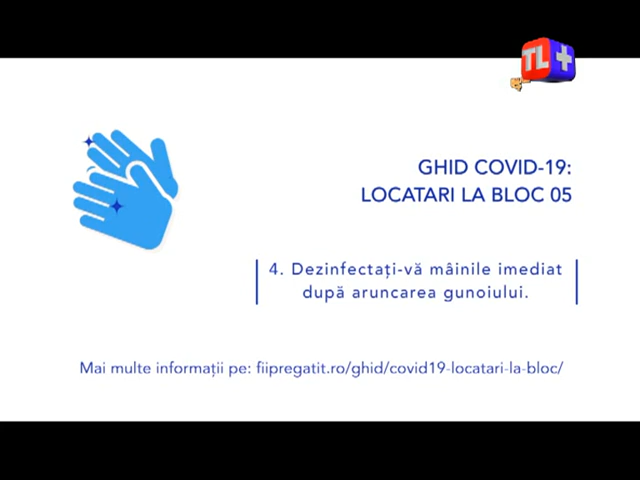 TL+
GHID COVID-19:
LOCATARI LA BLOC 05
4. Dezinfectați-vă mâinile imediat
după aruncarea gunoiului.
Mai multe informații pe: fiipregatit.ro/ghid/covid19-locatari-la-bloc/